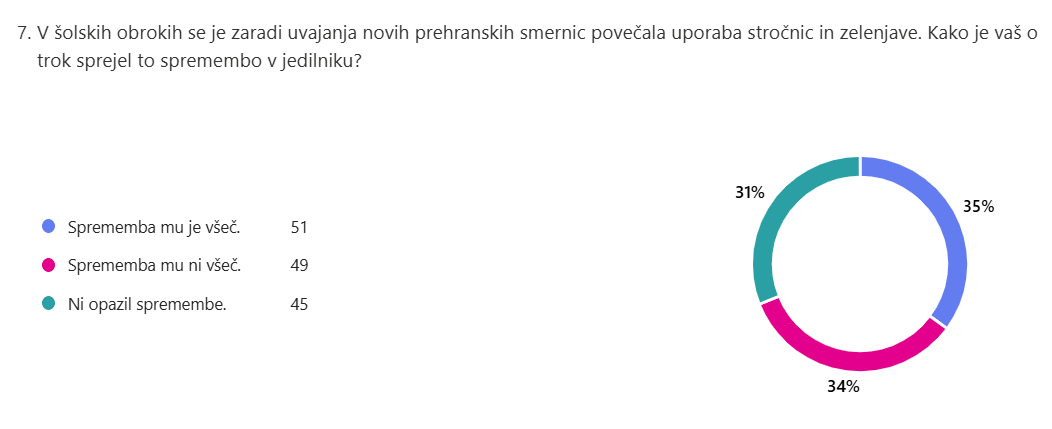 7. V šolskih obrokih se je zaradi uvajanja novih prehranskih smernic povečala uporaba stročnic in zelenjave. Kako je vaš o
trok sprejel to spremembo v jedilniku?
31%
35%
Sprememba mu je všeč. 51
Sprememba mu ni všeč. 49
Ni opazil spremembe. 45
34%